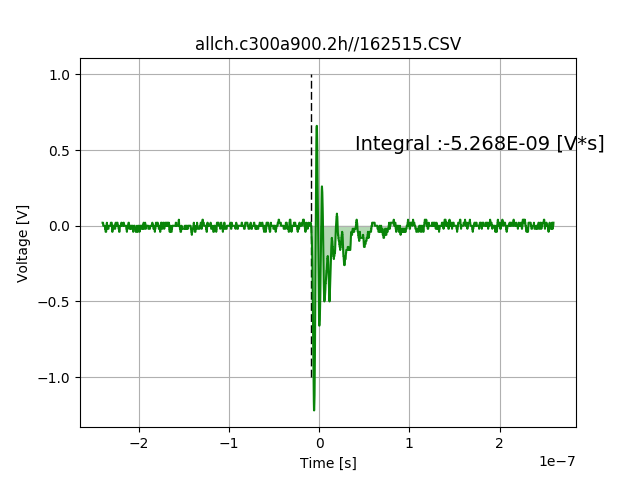 allch.c300a900.2h//162515.CSV
1.0
Integral :-5.268E-09 [V*s]
0.5
0.0
−0.5
−1.0
Voltage [V]
−2
−1
0
1
2
1e−7
Time [s]